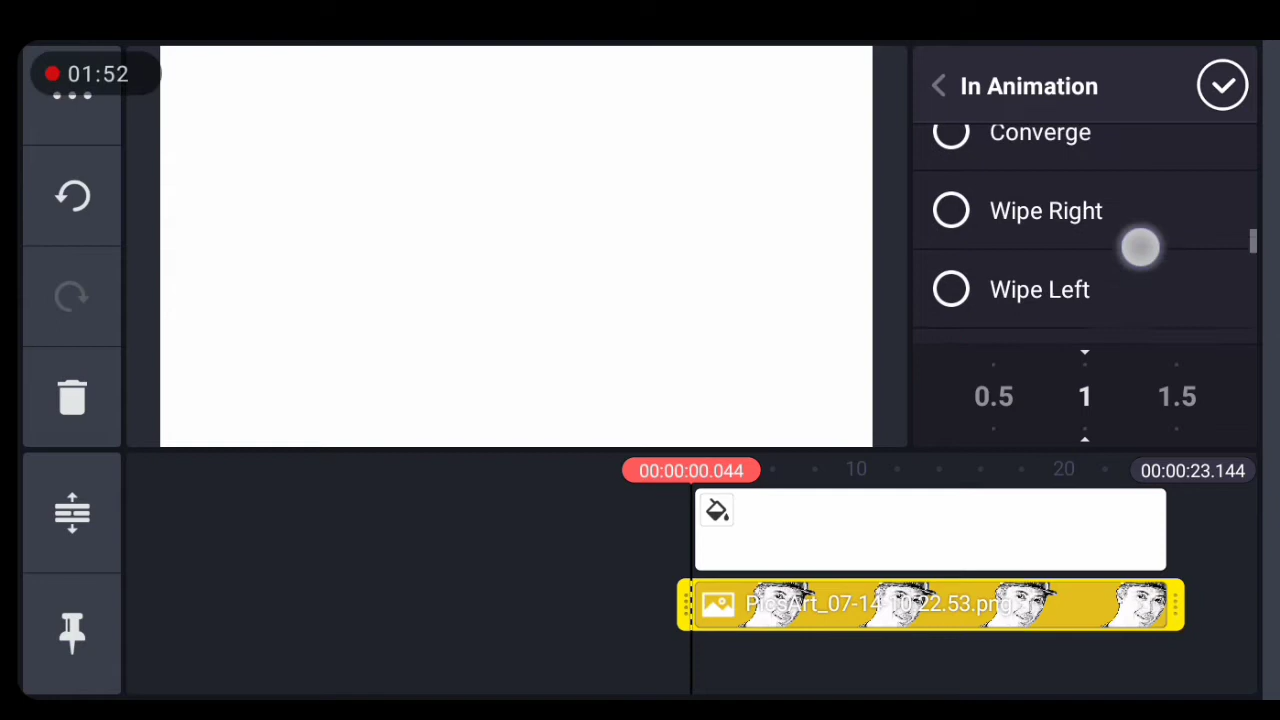 01:52
In Animation
Converge
Wipe Right
Wipe Left
0.5 1 1.5
00:00:00.044 10 20 00:00:23.144
PicsArt_07-14-10.22.53.png